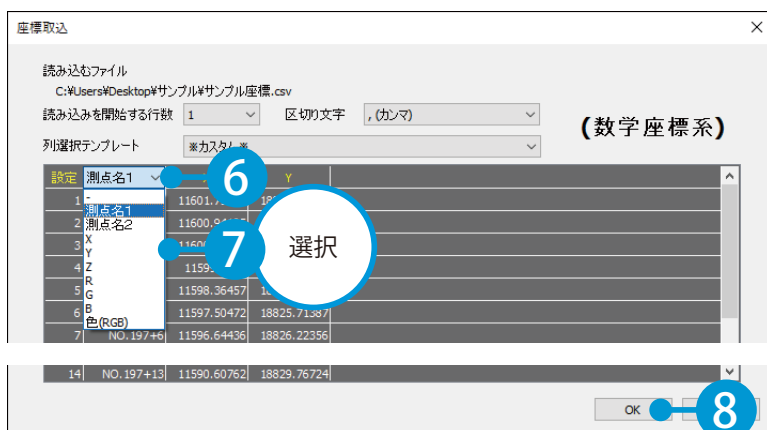 座標取込
読み込むファイル
C:¥Users¥Desktop¥サンプル¥サンプル座標.csv
読み込みを開始する行数 1 区切り文字 , (カンマ)
(数学座標系)
列選択テンプレート ※カスタム※
設定 測点名1 6 Y
1 - 11601.
測点名1
2 測点名2 11600.
3 X 7 選択
Y
4 Z
5 R 11598.36457
G
6 B 11597.50472 18825.71387
色(RGB)
7 NO.197+6 11596.64436 18826.22356
14 NO.197+13 11590.60762 18829.76724
OK 8